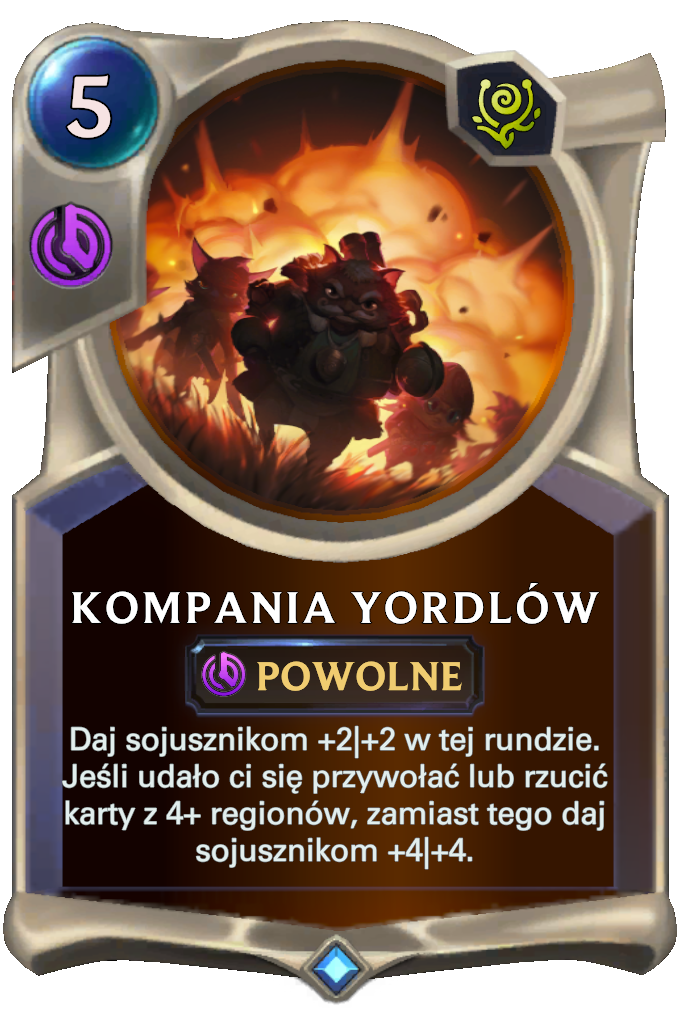 5
KOMPANIA YORDLÓW
POWOLNE
Daj sojusznikom +2|+2 w tej rundzie.
Jeśli udało ci się przywołać lub rzucić
karty z 4+ regionów, zamiast tego daj
sojusznikom +4|+4.